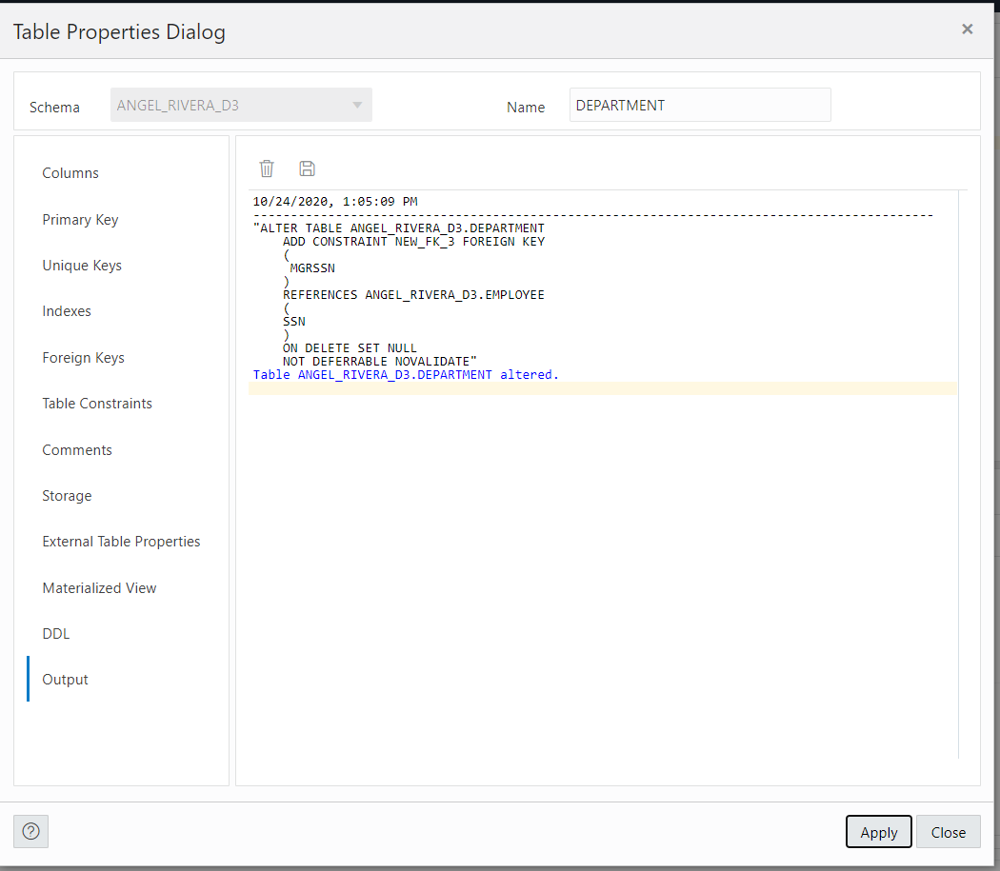 Table Properties Dialog
×
Schema ANGEL_RIVERA_D3 Name DEPARTMENT
Columns
Primary Key
Unique Keys
Indexes
Foreign Keys
Table Constraints
Comments
Storage
External Table Properties
Materialized View
DDL
Output
10/24/2020, 1:05:09 PM
-------------------------------------------------------------------------------------------
"ALTER TABLE ANGEL_RIVERA_D3.DEPARTMENT
    ADD CONSTRAINT NEW_FK_3 FOREIGN KEY
    (
     MGRSSN
    )
    REFERENCES ANGEL_RIVERA_D3.EMPLOYEE
    (
    SSN
    )
    ON DELETE SET NULL
    NOT DEFERRABLE NOVALIDATE"
Table ANGEL_RIVERA_D3.DEPARTMENT altered.
?
Apply Close